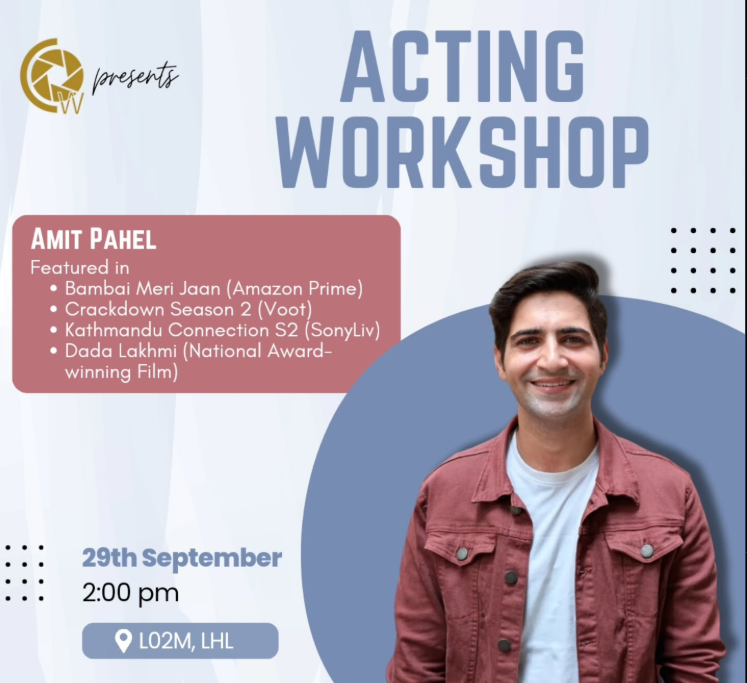 W presents
ACTING
WORKSHOP
AMIT PAHEL
Featured in
• Bambai Meri Jaan (Amazon Prime)
• Crackdown Season 2 (Voot)
• Kathmandu Connection S2 (SonyLiv)
• Dada Lakhmi (National Award-
winning Film)
29th September
2:00 pm
L02M, LHL